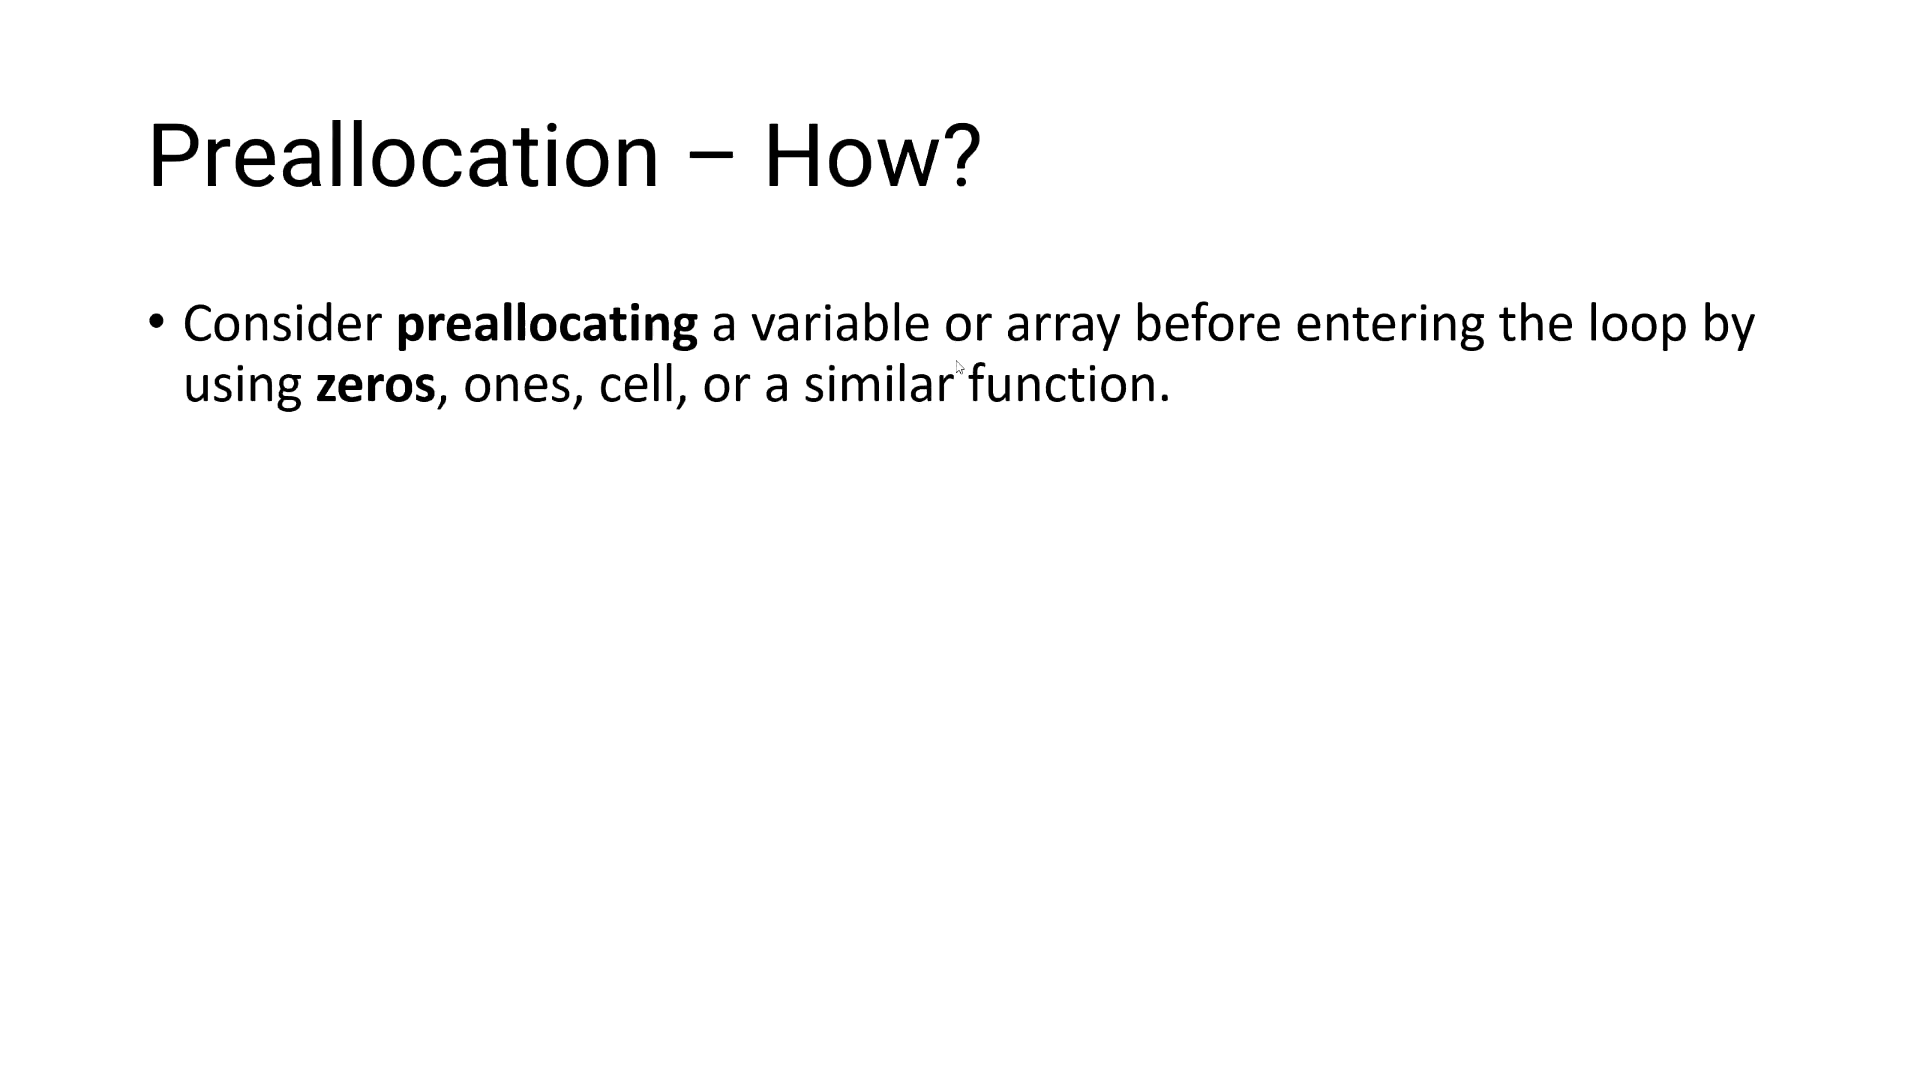 Preallocation – How?
• Consider preallocating a variable or array before entering the loop by
using zeros, ones, cell, or a similar function.